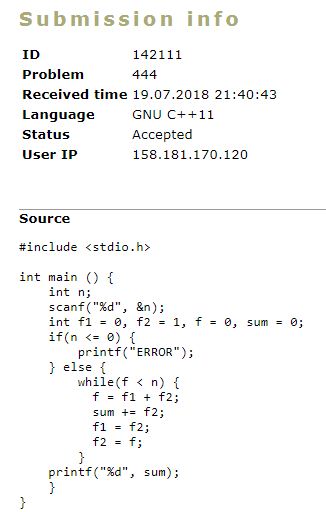 Submission info
ID 142111
Problem 444
Received time 19.07.2018 21:40:43
Language GNU C++11
Status Accepted
User IP 158.181.170.120
Source
#include <stdio.h>
int main () {
    int n;
    scanf("%d", &n);
    int f1 = 0, f2 = 1, f = 0, sum = 0;
    if(n <= 0) {
        printf("ERROR");
    } else {
        while(f < n) {
          f = f1 + f2;
          sum += f2;
          f1 = f2;
          f2 = f;
        }
    printf("%d", sum);
    }
}